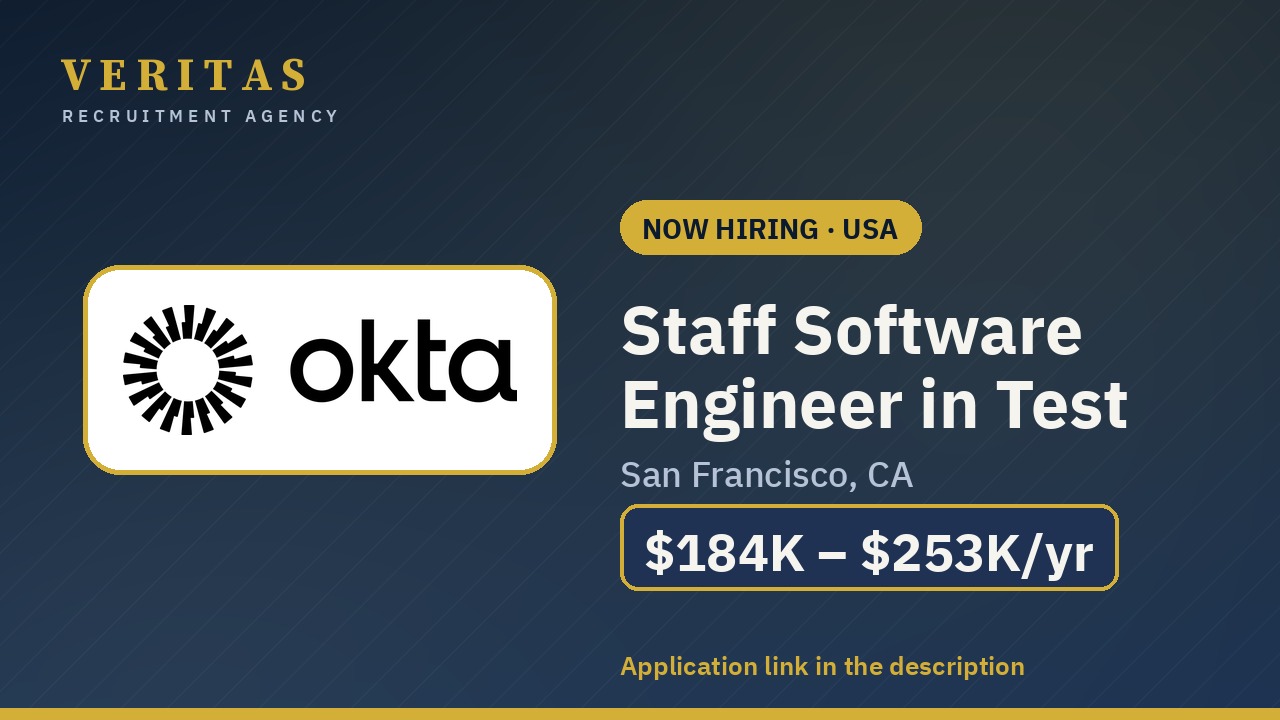 VERITAS
RECRUITMENT AGENCY
okta
NOW HIRING · USA
Staff Software
Engineer in Test
San Francisco, CA
$184K – $253K/yr
Application link in the description